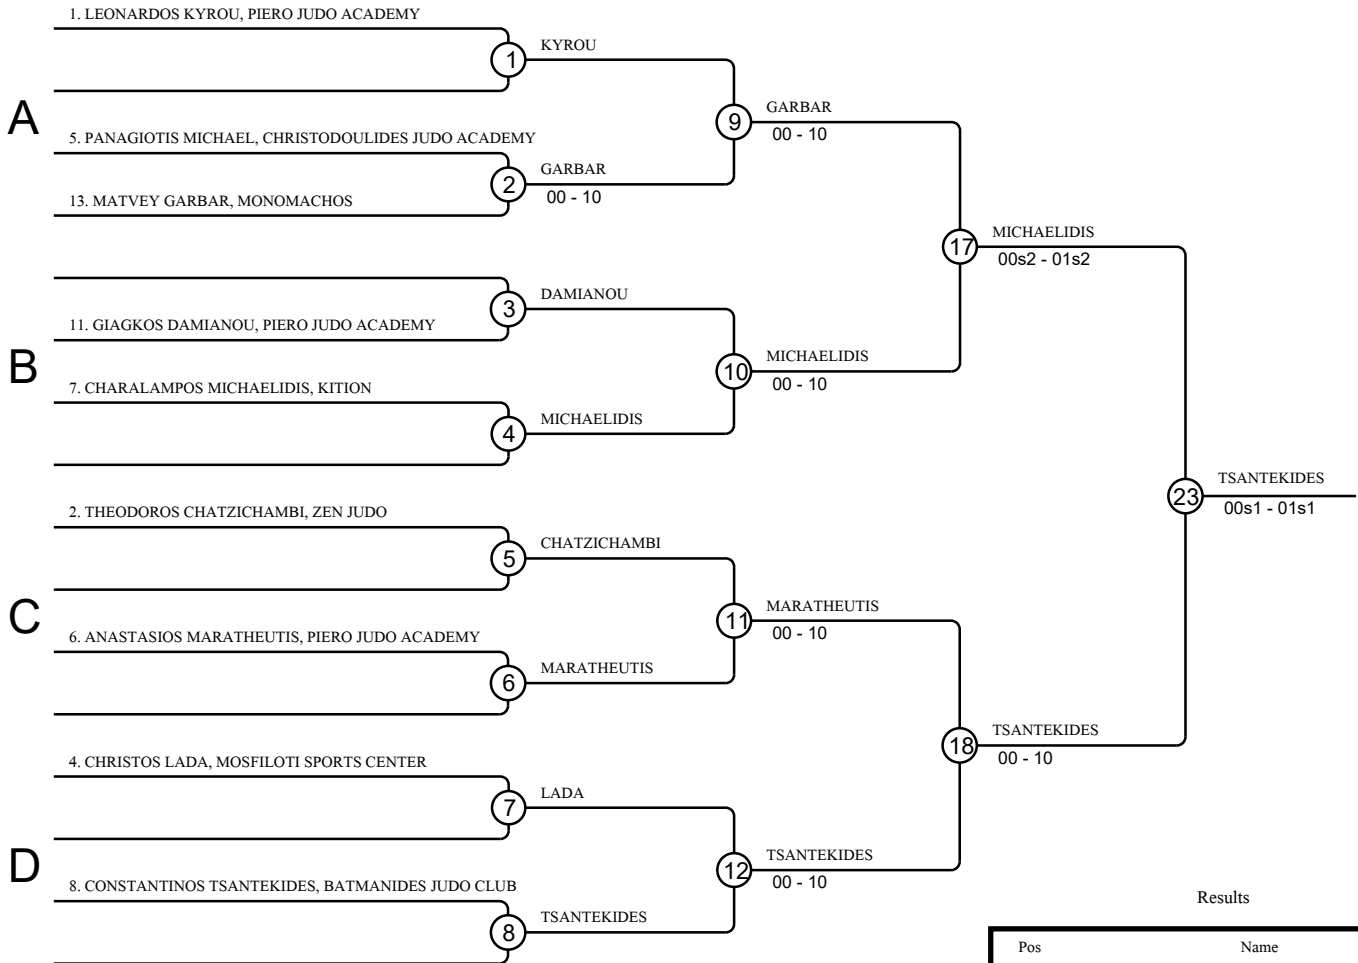 1. LEONARDOS KYROU, PIERO JUDO ACADEMY
1
KYROU
A
9
GARBAR
00 - 10
5. PANAGIOTIS MICHAEL, CHRISTODOULIDES JUDO ACADEMY
2
GARBAR
00 - 10
13. MATVEY GARBAR, MONOMACHOS
17
MICHAELIDIS
00s2 - 01s2
3
DAMIANOU
11. GIAGKOS DAMIANOU, PIERO JUDO ACADEMY
B
10
MICHAELIDIS
00 - 10
7. CHARALAMPOS MICHAELIDIS, KITION
4
MICHAELIDIS
23
TSANTEKIDES
00s1 - 01s1
2. THEODOROS CHATZICHAMBI, ZEN JUDO
5
CHATZICHAMBI
C
11
MARATHEUTIS
00 - 10
6. ANASTASIOS MARATHEUTIS, PIERO JUDO ACADEMY
6
MARATHEUTIS
18
TSANTEKIDES
00 - 10
4. CHRISTOS LADA, MOSFILOTI SPORTS CENTER
7
LADA
D
12
TSANTEKIDES
00 - 10
8. CONSTANTINOS TSANTEKIDES, BATMANIDES JUDO CLUB
8
TSANTEKIDES
Results
Pos Name